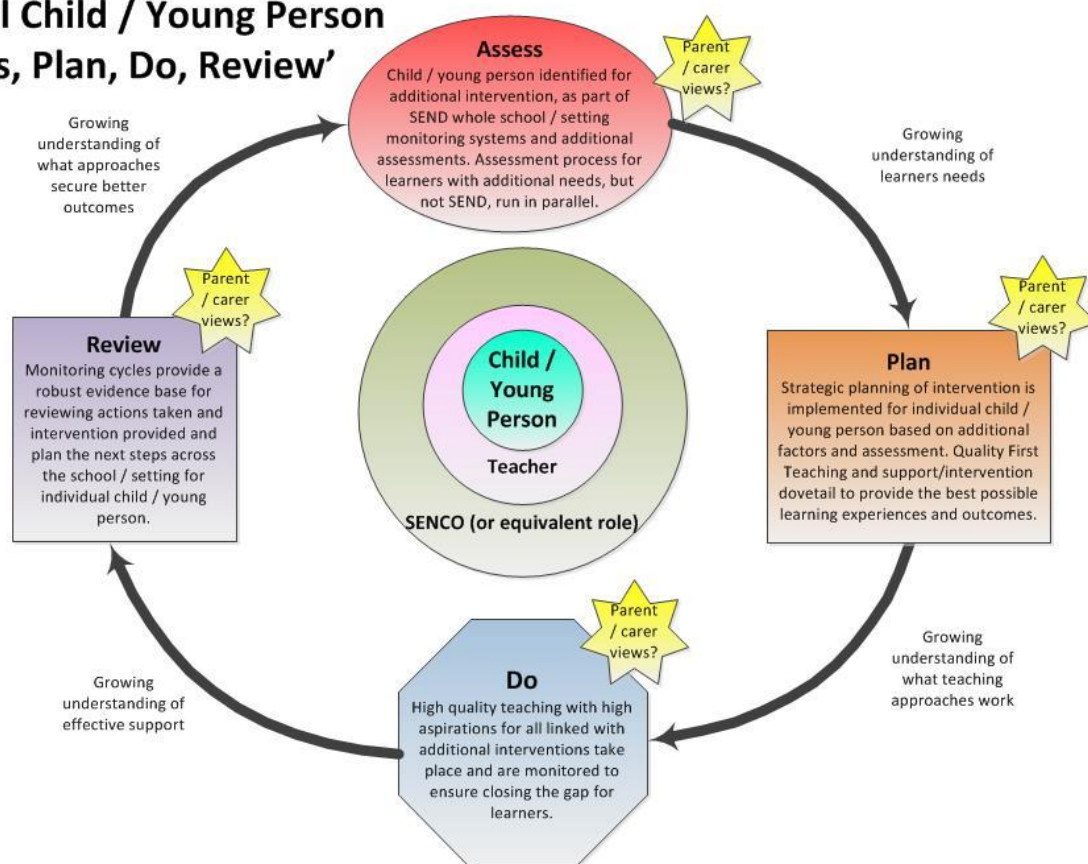 l Child / Young Person
s, Plan, Do, Review’
Assess
Child / young person identified for
additional intervention, as part of
SEND whole school / setting
monitoring systems and additional
assessments. Assessment process for
learners with additional needs, but
not SEND, run in parallel.
Parent
/ carer
views?
Growing
understanding of
what approaches
secure better
outcomes
Growing
understanding of
learners needs
Parent
/ carer
views?
Review
Monitoring cycles provide a
robust evidence base for
reviewing actions taken and
intervention provided and
plan the next steps across
the school / setting for
individual child / young
person.
Child /
Young
Person
Teacher
SENCO (or equivalent role)
Parent
/ carer
views?
Plan
Strategic planning of intervention is
implemented for individual child /
young person based on additional
factors and assessment. Quality First
Teaching and support/intervention
dovetail to provide the best possible
learning experiences and outcomes.
Parent
/ carer
views?
Do
High quality teaching with high
aspirations for all linked with
additional interventions take
place and are monitored to
ensure closing the gap for
learners.
Growing
understanding of
effective support
Growing
understanding of
what teaching
approaches work